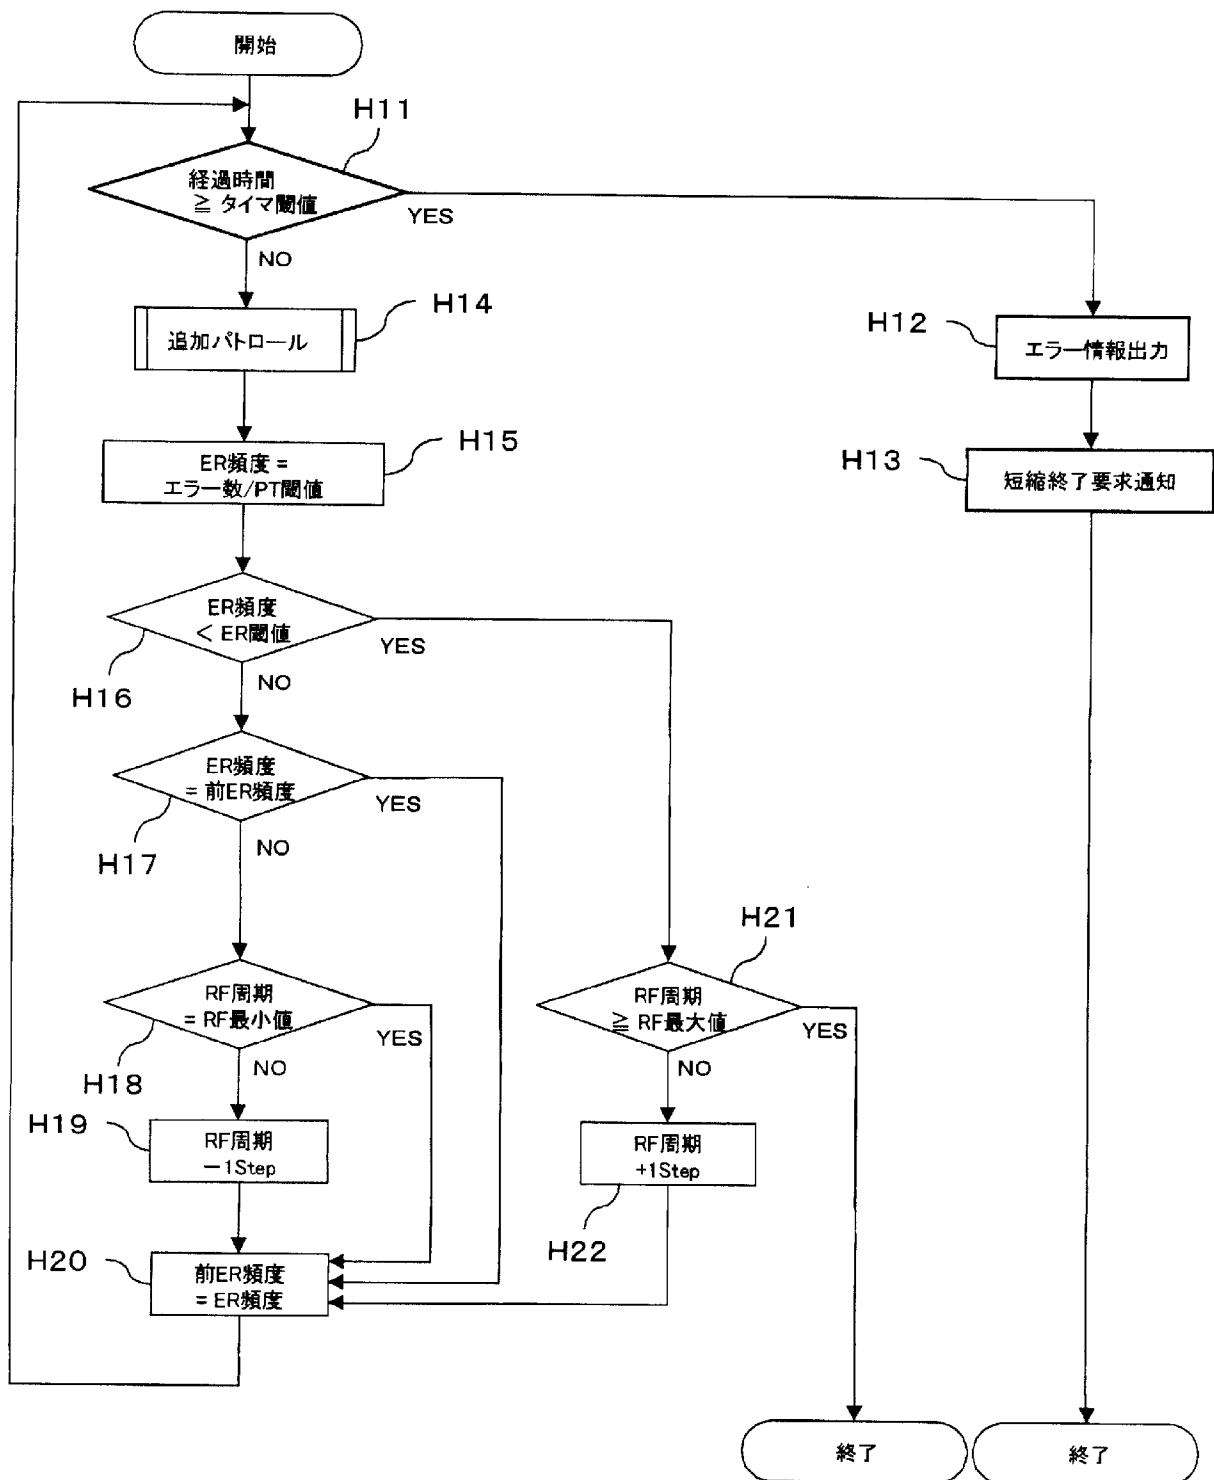 開始
H11
経過時間
≧ タイマ閾値
YES
NO
H14
追加パトロール
H12
エラー情報出力
H15
ER頻度 =
エラー数/PT閾値
H13
短縮終了要求通知
ER頻度
< ER閾値
YES
H16
NO
ER頻度
= 前ER頻度
YES
H17
NO
H21
RF周期
= RF最小値
YES
RF周期
≧ RF最大値
YES
H18
NO
NO
H19
RF周期
－1Step
RF周期
+1Step
H22
H20
前ER頻度
= ER頻度
終了
終了